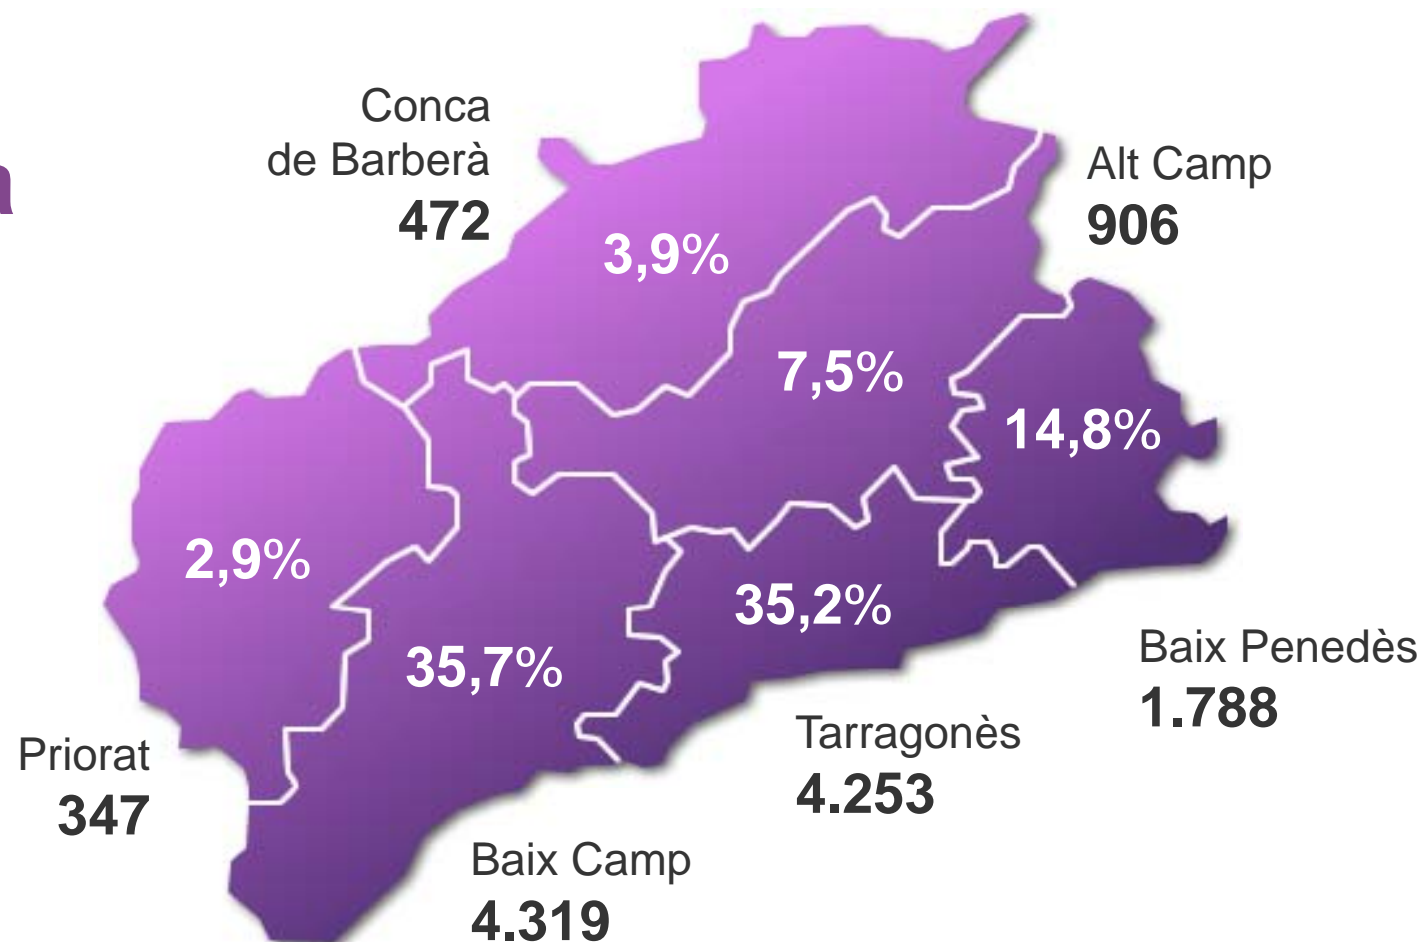 a
Conca
de Barberà
472
Alt Camp
906
3,9%
7,5%
14,8%
2,9%
35,2%
35,7%
Baix Penedès
1.788
Tarragonès
4.253
Priorat
347
Baix Camp
4.319